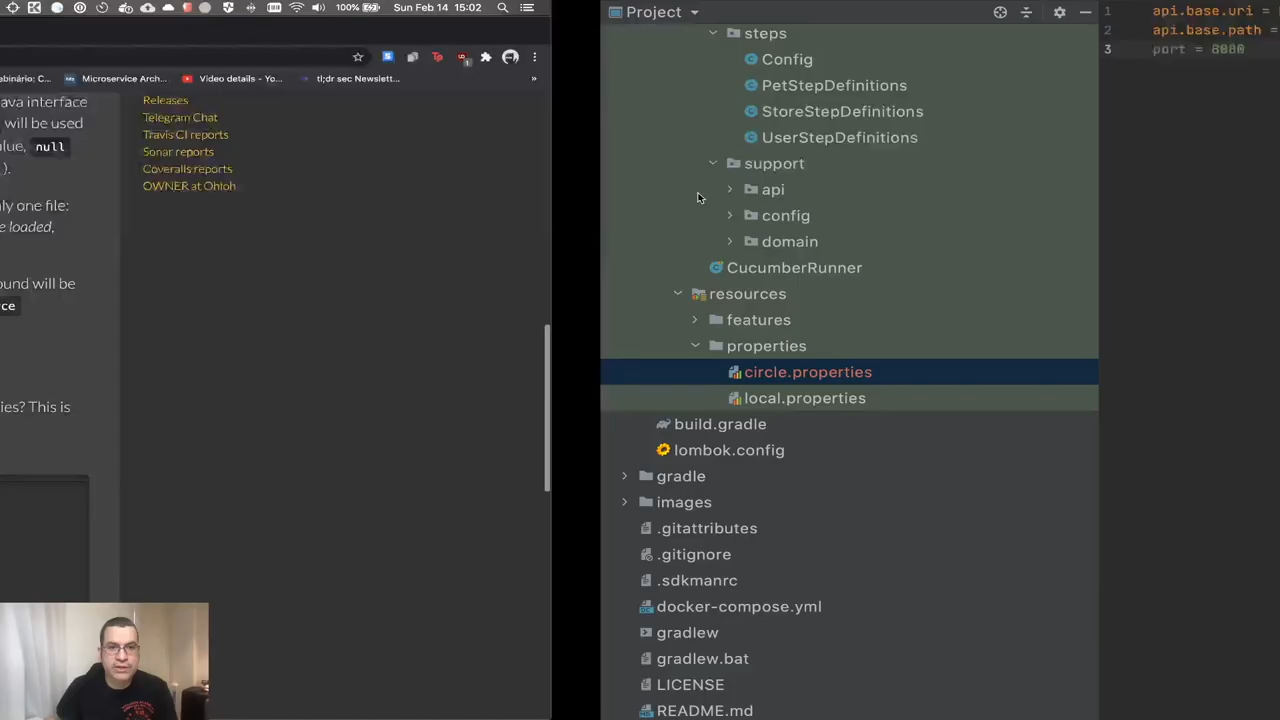 100% Sun Feb 14 15:02
ebinário: C... Microservice Arch... Video details - Yo... tl;dr sec Newslett... »
ava interface
will be used
alue, null
).
nly one file:
e loaded,
ound will be
rce
ies? This is
Releases
Telegram Chat
Travis CI reports
Sonar reports
Coveralls reports
OWNER at Ohloh
Project
steps
Config
PetStepDefinitions
StoreStepDefinitions
UserStepDefinitions
support
api
config
domain
CucumberRunner
resources
features
properties
circle.properties
local.properties
build.gradle
lombok.config
gradle
images
.gitattributes
.gitignore
.sdkmanrc
docker-compose.yml
gradlew
gradlew.bat
LICENSE
README.md
1 api.base.uri =
2 api.base.path =
3 port = 8080